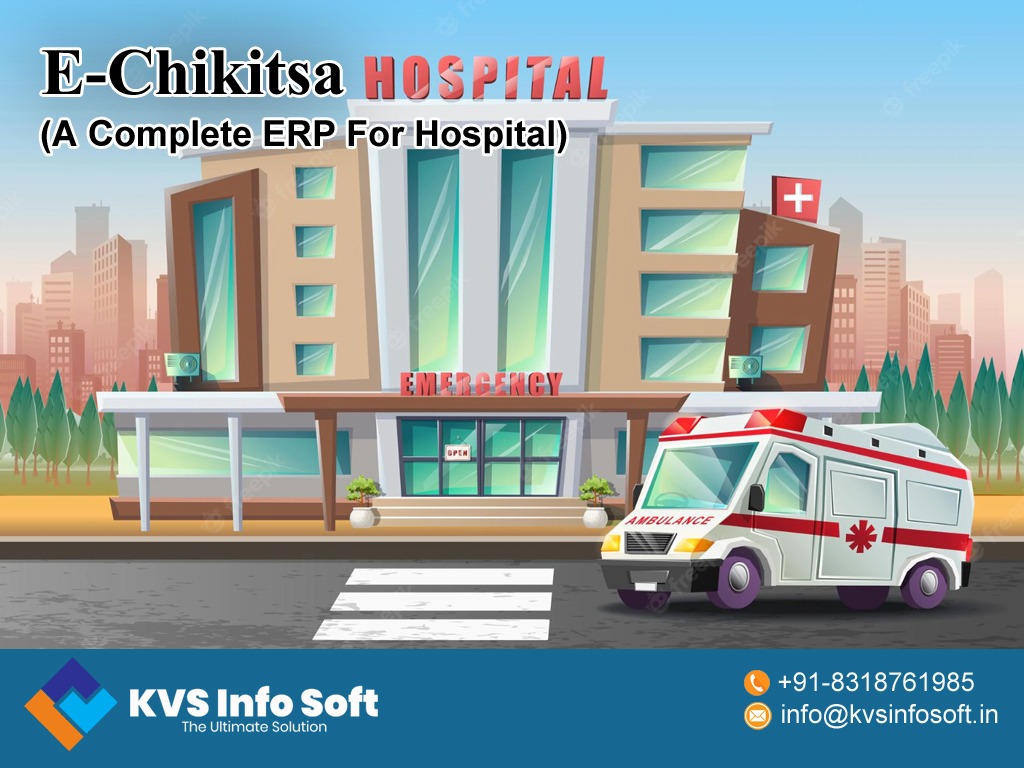 E-Chikitsa
HOSPITAL
(A Complete ERP For Hospital)
EMERGENCY
OPEN
AMBULANCE
KVS Info Soft
The Ultimate Solution
+91-8318761985
info@kvsinfosoft.in
freepik